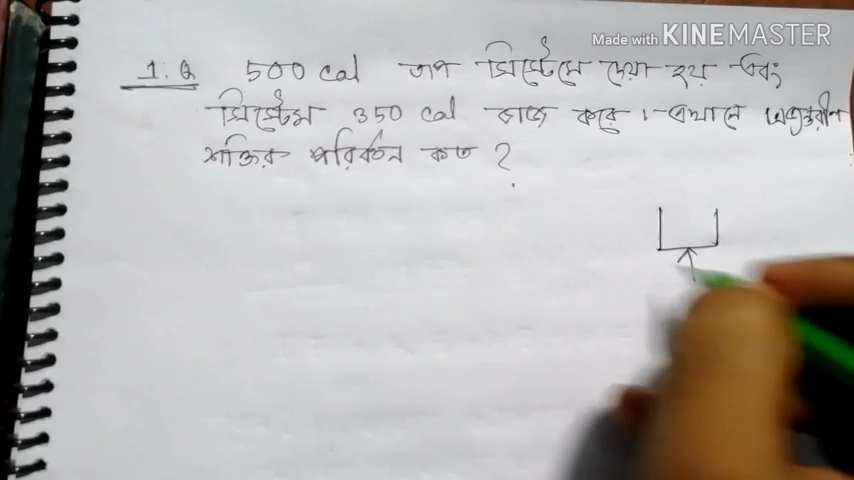 Made with KINEMASTER
1. Q 500 cal তাপ সিস্টেমে দেয়া হয় এবং
সিস্টেম 350 cal কাজ করে। এখানে অভ্যন্তরীণ
শক্তির পরিবর্তন কত ?